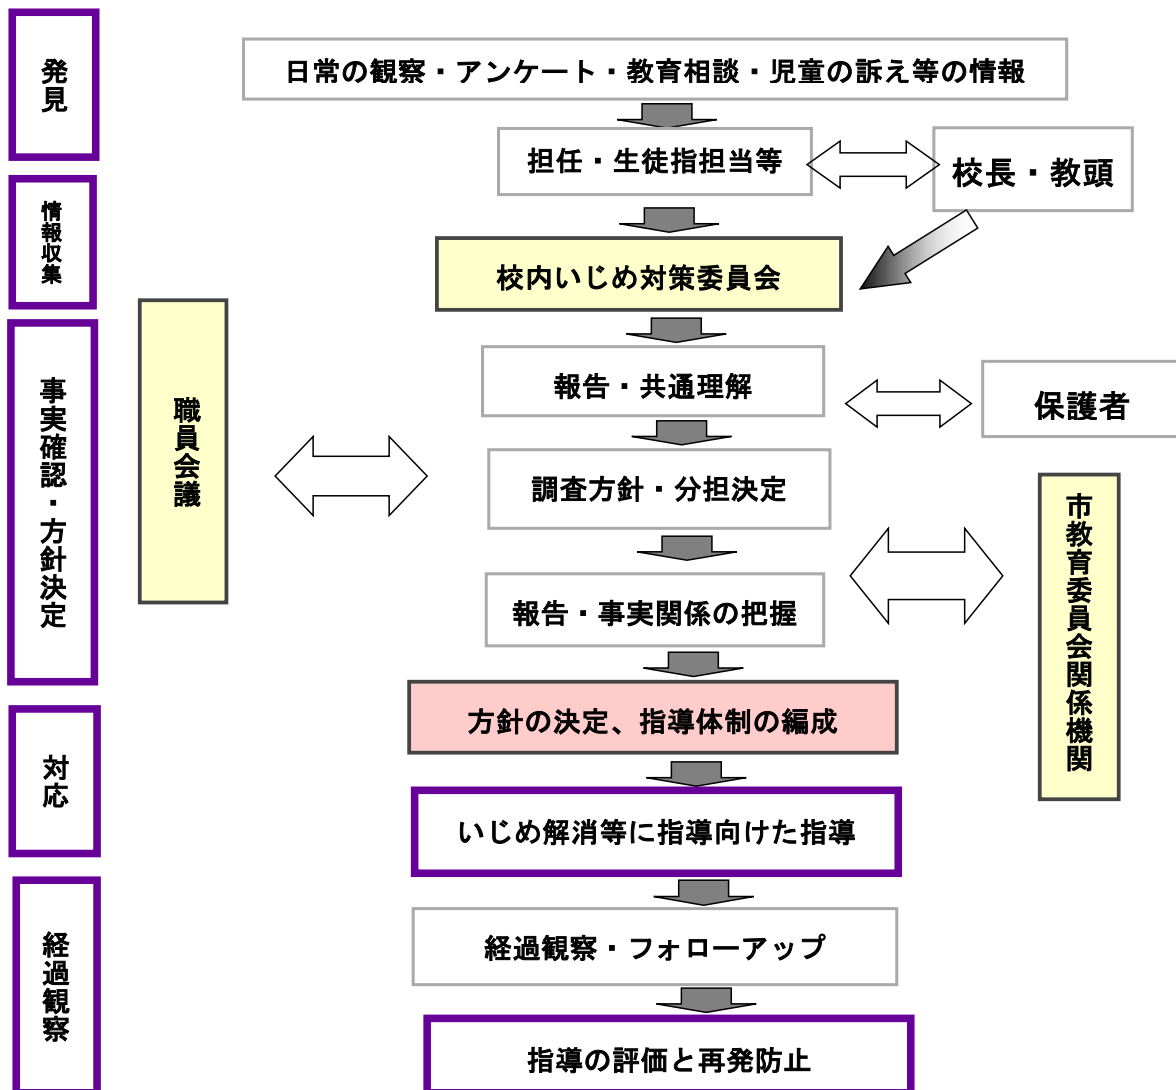 発見
日常の観察・アンケート・教育相談・児童の訴え等の情報
担任・生徒指担当等
校長・教頭
情報収集
校内いじめ対策委員会
事実確認・方針決定
職員会議
報告・共通理解
保護者
調査方針・分担決定
市教育委員会関係機関
報告・事実関係の把握
方針の決定、指導体制の編成
対応
いじめ解消等に指導向けた指導
経過観察
経過観察・フォローアップ
指導の評価と再発防止